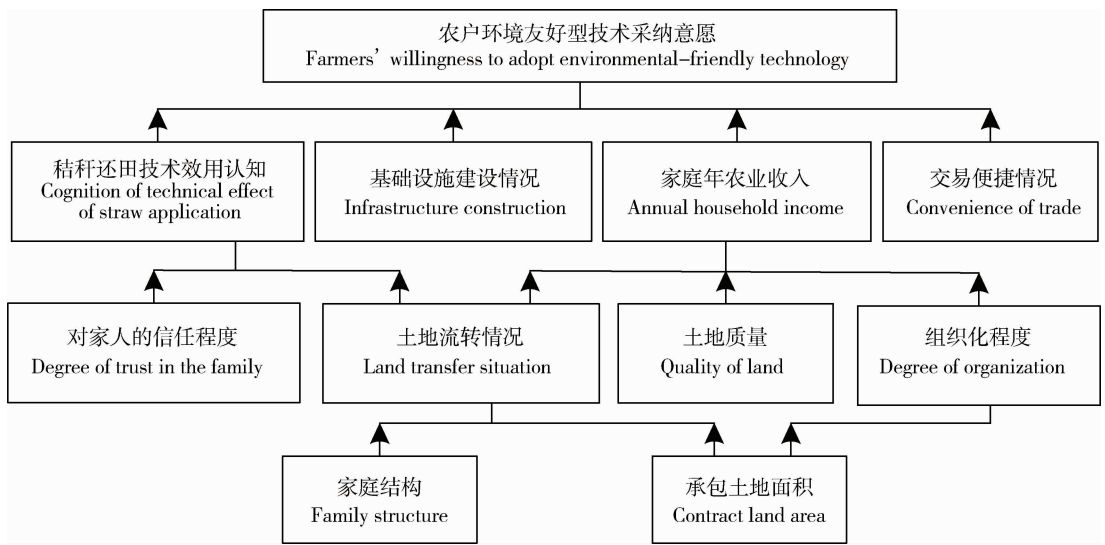 农户环境友好型技术采纳意愿
Farmers’ willingness to adopt environmental-friendly technology
秸秆还田技术效用认知
Cognition of technical effect
of straw application
基础设施建设情况
Infrastructure construction
家庭年农业收入
Annual household income
交易便捷情况
Convenience of trade
对家人的信任程度
Degree of trust in the family
土地流转情况
Land transfer situation
土地质量
Quality of land
组织化程度
Degree of organization
家庭结构
Family structure
承包土地面积
Contract land area